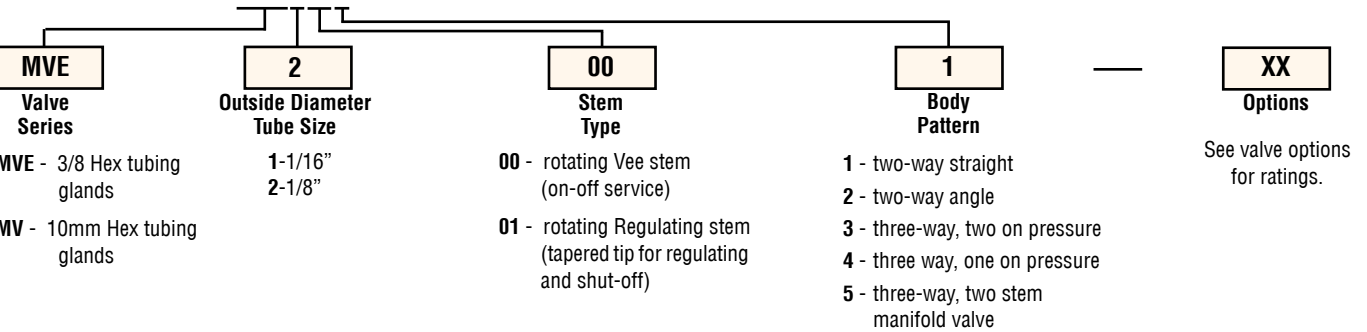 MVE
Valve
Series
MVE - 3/8 Hex tubing
glands
MV - 10mm Hex tubing
glands
2
Outside Diameter
Tube Size
1-1/16”
2-1/8”
00
Stem
Type
00 - rotating Vee stem
(on-off service)
01 - rotating Regulating stem
(tapered tip for regulating
and shut-off)
1
Body
Pattern
1 - two-way straight
2 - two-way angle
3 - three-way, two on pressure
4 - three way, one on pressure
5 - three-way, two stem
manifold valve
—
XX
Options
See valve options
for ratings.